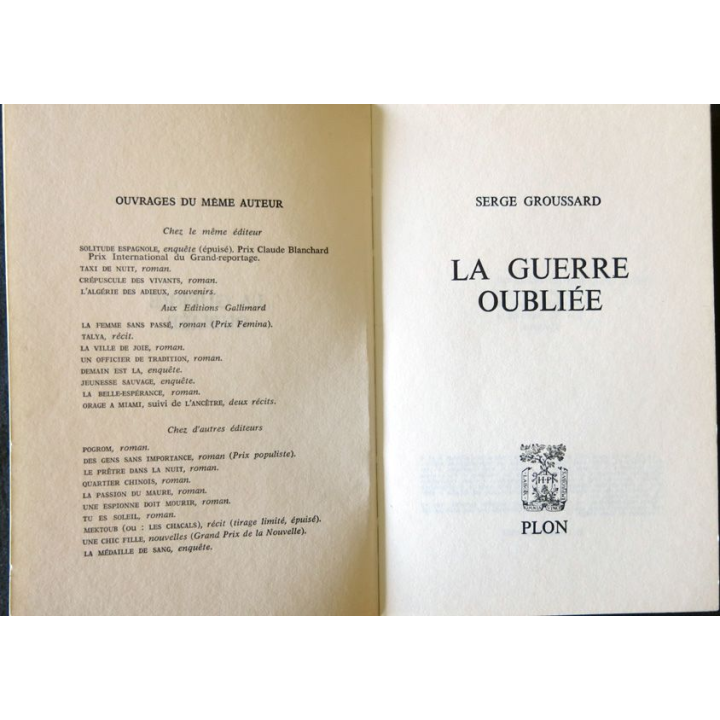 OUVRAGES DU MÊME AUTEUR
Chez le même éditeur
SOLITUDE ESPAGNOLE, enquête (épuisé). Prix Claude Blanchard
Prix International du Grand-reportage.
TAXI DE NUIT, roman.
CRÉPUSCULE DES VIVANTS, roman.
L'ALGÉRIE DES ADIEUX, souvenirs.
Aux Editions Gallimard
LA FEMME SANS PASSÉ, roman (Prix Femina).
TALYA, récit.
LA VILLE DE JOIE, roman.
UN OFFICIER DE TRADITION, roman.
DEMAIN EST LA, enquête.
JEUNESSE SAUVAGE, enquête.
LA BELLE-ESPÉRANCE, roman.
ORAGE A MIAMI, suivi de L'ANCÊTRE, deux récits.
Chez d'autres éditeurs
POGROM, roman.
DES GENS SANS IMPORTANCE, roman (Prix populiste).
LE PRÊTRE DANS LA NUIT, roman.
QUARTIER CHINOIS, roman.
LA PASSION DU MAURE, roman.
UNE ESPIONNE DOIT MOURIR, roman.
TU ES SOLEIL, roman.
MEKTOUB (ou : LES CHACALS), récit (tirage limité, épuisé).
UNE CHIC FILLE, nouvelles (Grand Prix de la Nouvelle).
LA MÉDAILLE DE SANG, enquête.
SERGE GROUSSARD
LA GUERRE
OUBLIÉE
PLON